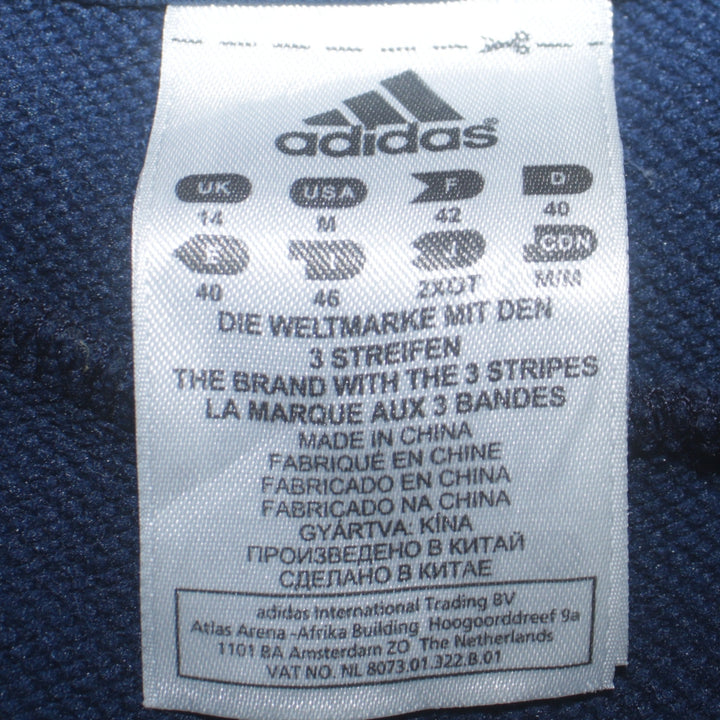 adidas
UK USA F D
14 M 42 40
E I J CDN
40 46 2XOT M/M
DIE WELTMARKE MIT DEN
3 STREIFEN
THE BRAND WITH THE 3 STRIPES
LA MARQUE AUX 3 BANDES
MADE IN CHINA
FABRIQUÉ EN CHINE
FABRICADO EN CHINA
FABRICADO NA CHINA
GYÁRTVA: KÍNA
ПРОИЗВЕДЕНО В КИТАЙ
СДЕЛАНО В КИТАЕ
adidas International Trading BV
Atlas Arena -Afrika Building Hoogoorddreef 9a
1101 BA Amsterdam ZO The Netherlands
VAT NO. NL 8073.01.322.B.01